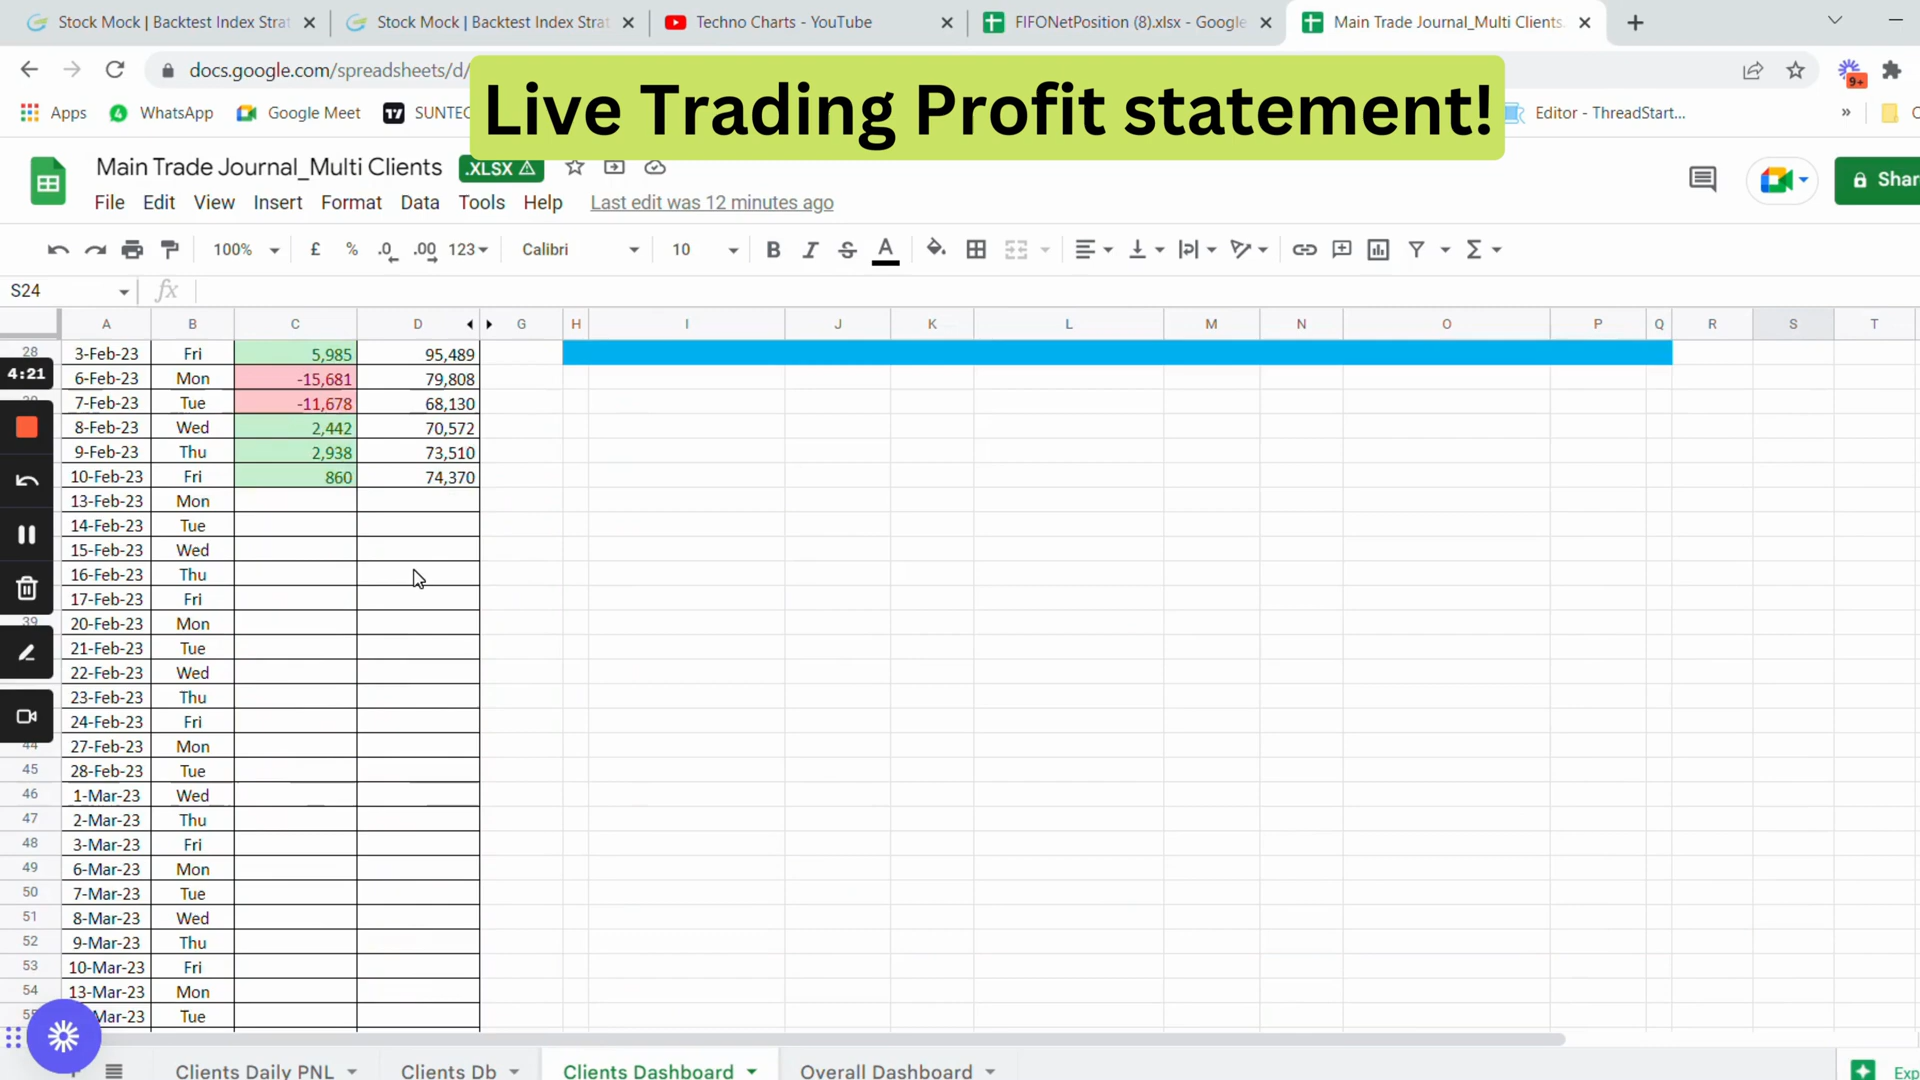 Stock Mock | Backtest Index Strat
Stock Mock | Backtest Index Strat
Techno Charts - YouTube
FIFONetPosition (8).xlsx - Google
Main Trade Journal_Multi Clients.
docs.google.com/spreadsheets/d/
Live Trading Profit statement!
9+
Apps
WhatsApp
Google Meet
SUNTEC
Editor - ThreadStart...
»
Main Trade Journal_Multi Clients
.XLSX
Shar
File Edit View Insert Format Data Tools Help Last edit was 12 minutes ago
100% £ % .0 .00 123 Calibri 10 B I S A Σ
S24
fx
A B C D G H I J K L M N O P Q R S T
28 3-Feb-23 Fri 5,985 95,489
4:21
6-Feb-23 Mon -15,681 79,808
7-Feb-23 Tue -11,678 68,130
8-Feb-23 Wed 2,442 70,572
9-Feb-23 Thu 2,938 73,510
10-Feb-23 Fri 860 74,370
13-Feb-23 Mon
14-Feb-23 Tue
15-Feb-23 Wed
16-Feb-23 Thu
17-Feb-23 Fri
39 20-Feb-23 Mon
21-Feb-23 Tue
22-Feb-23 Wed
23-Feb-23 Thu
24-Feb-23 Fri
44 27-Feb-23 Mon
45 28-Feb-23 Tue
46 1-Mar-23 Wed
47 2-Mar-23 Thu
48 3-Mar-23 Fri
49 6-Mar-23 Mon
50 7-Mar-23 Tue
51 8-Mar-23 Wed
52 9-Mar-23 Thu
53 10-Mar-23 Fri
54 13-Mar-23 Mon
Mar-23 Tue
Clients Daily PNL Clients Db Clients Dashboard Overall Dashboard
Exp